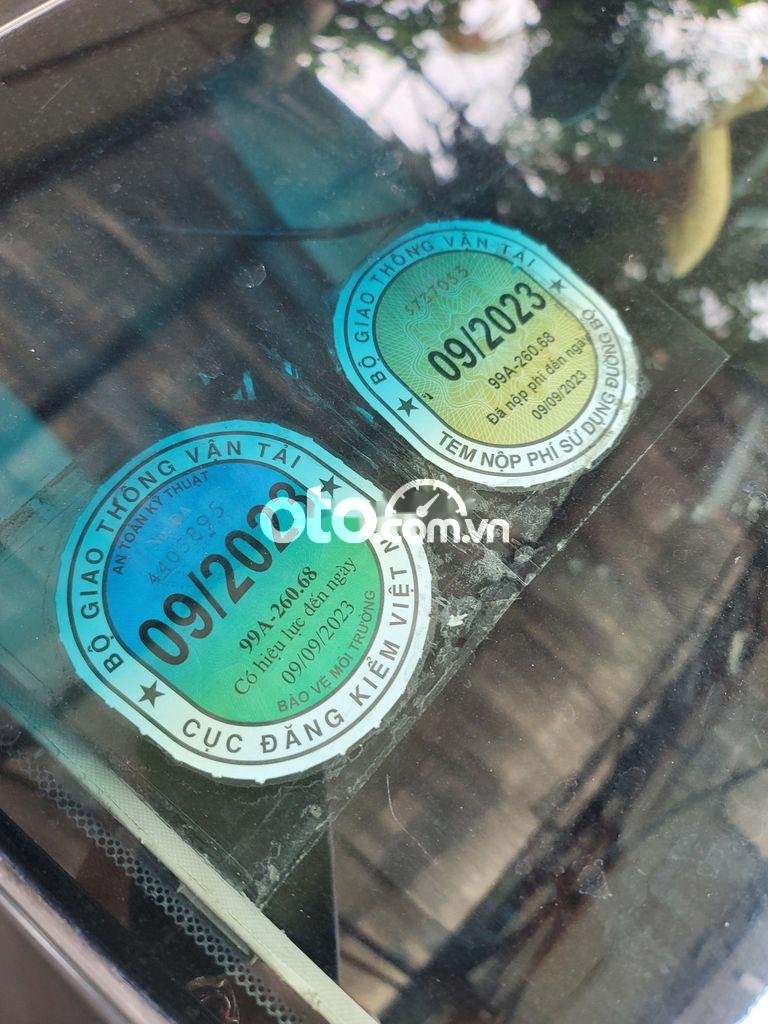 BỘ GIAO THÔNG VẬN TẢI
5737033
09/2023
99A-260.68
Đã nộp phí đến ngày
09/09/2023
TEM NỘP PHÍ SỬ DỤNG ĐƯỜNG BỘ
BỘ GIAO THÔNG VẬN TẢI
AN TOÀN KỸ THUẬT
4405895
09/2023
99A-260.68
Có hiệu lực đến ngày
09/09/2023
BẢO VỆ MÔI TRƯỜNG
CỤC ĐĂNG KIỂM VIỆT N
oto.com.vn